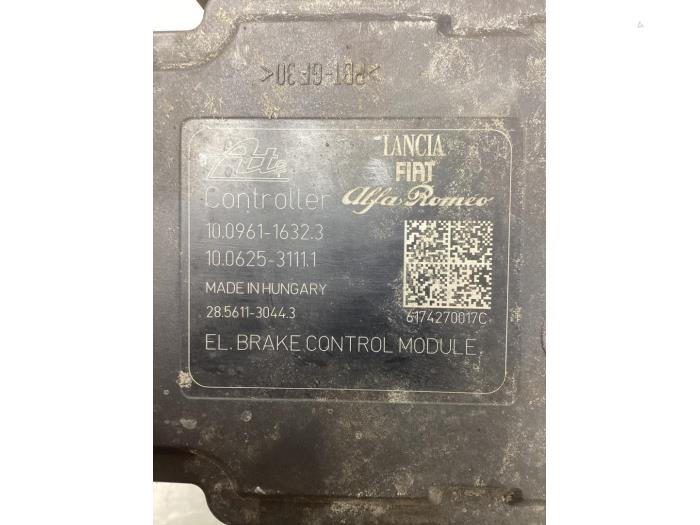 >PBT-GF30<
Ate
LANCIA
FIAT
Alfa Romeo
Controller
10.0961-1632.3
10.0625-3111.1
MADE IN HUNGARY
28.5611-3044.3
6174270017C
EL. BRAKE CONTROL MODULE